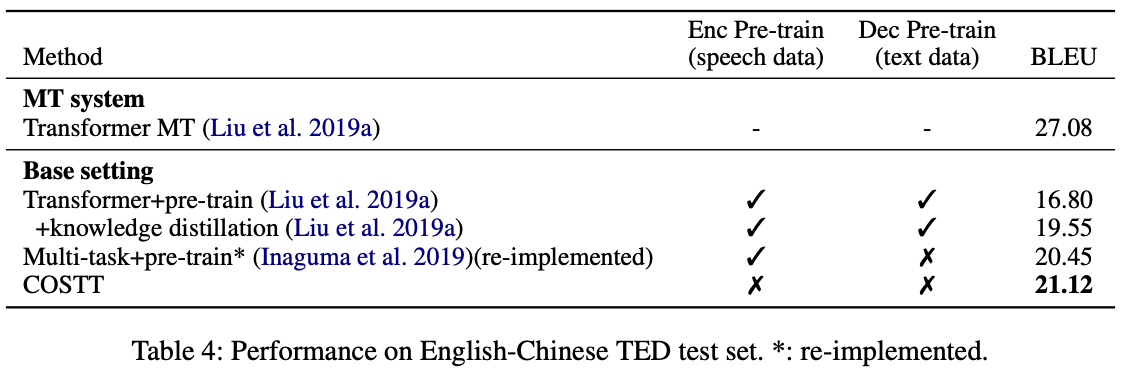 Enc Pre-train Dec Pre-train
Method (speech data) (text data) BLEU
MT system
Transformer MT (Liu et al. 2019a) - - 27.08
Base setting
Transformer+pre-train (Liu et al. 2019a) ✓ ✓ 16.80
+knowledge distillation (Liu et al. 2019a) ✓ ✓ 19.55
Multi-task+pre-train* (Inaguma et al. 2019)(re-implemented) ✓ ✗ 20.45
COSTT ✗ ✗ 21.12
Table 4: Performance on English-Chinese TED test set. *: re-implemented.